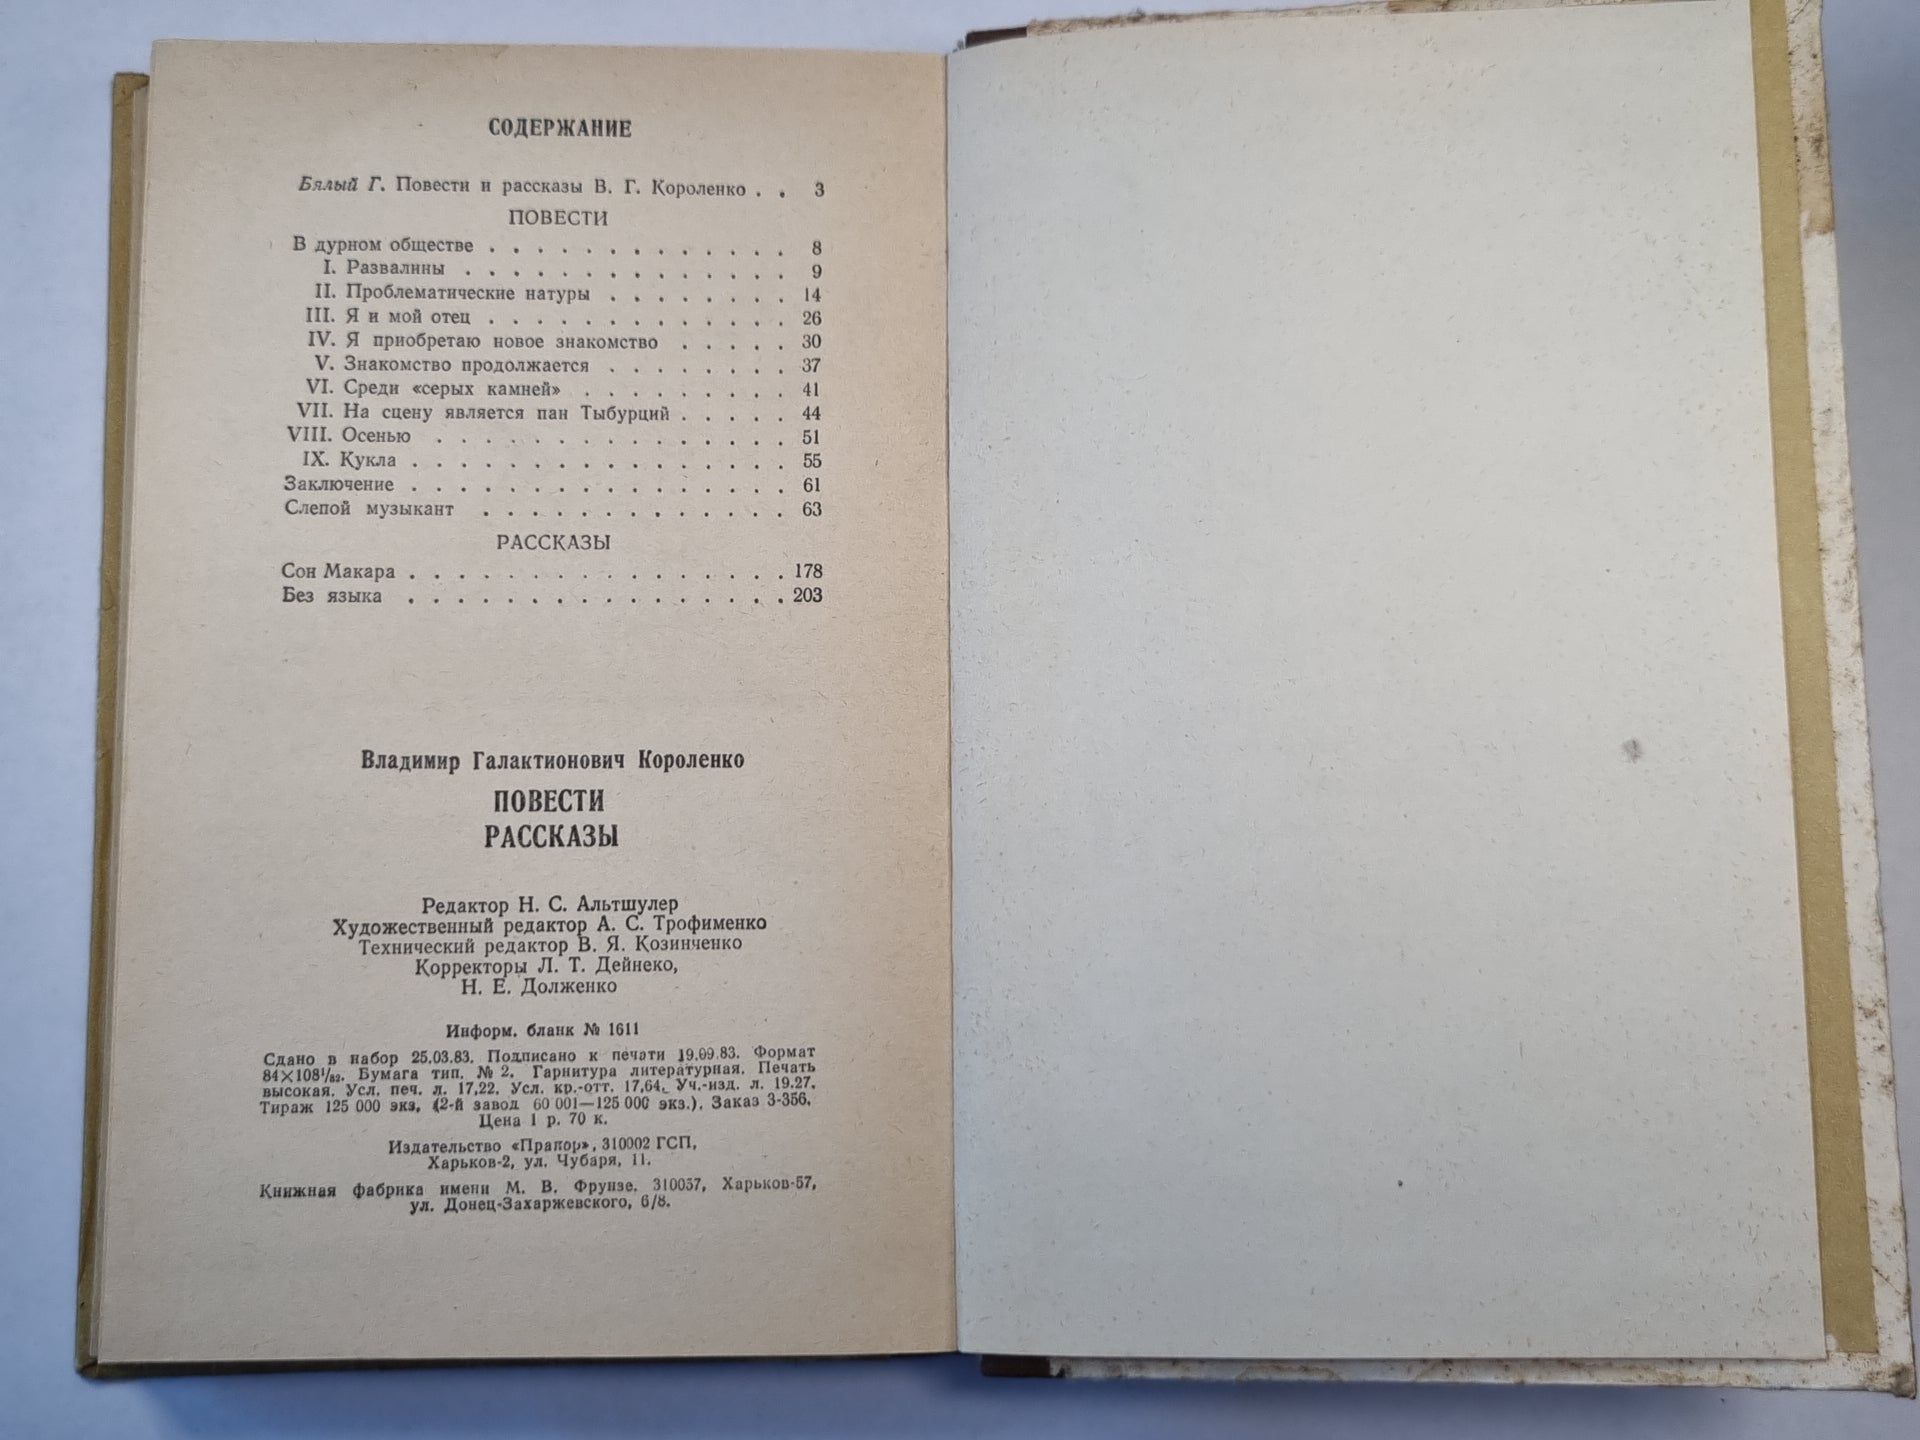 СОДЕРЖАНИЕ
Бялый Г. Повести и рассказы В. Г. Короленко . . 3
ПОВЕСТИ
В дурном обществе . . . . . . . . . . . . . 8
I. Развалины . . . . . . . . . . . . . . 9
II. Проблематические натуры . . . . . . . . 14
III. Я и мой отец . . . . . . . . . . . . . 26
IV. Я приобретаю новое знакомство . . . . . 30
V. Знакомство продолжается . . . . . . . . 37
VI. Среди «серых камней» . . . . . . . . . 41
VII. На сцену является пан Тыбурций . . . . . 44
VIII. Осенью . . . . . . . . . . . . . . . 51
IX. Кукла . . . . . . . . . . . . . . . . 55
Заключение . . . . . . . . . . . . . . . . 61
Слепой музыкант . . . . . . . . . . . . . 63
РАССКАЗЫ
Сон Макара . . . . . . . . . . . . . . . . 178
Без языка . . . . . . . . . . . . . . . . 203
Владимир Галактионович Короленко
ПОВЕСТИ
РАССКАЗЫ
Редактор Н. С. Альтшулер
Художественный редактор А. С. Трофименко
Технический редактор В. Я. Козинченко
Корректоры Л. Т. Дейнеко,
Н. Е. Долженко
Информ. бланк № 1611
Сдано в набор 25.03.83. Подписано к печати 19.09.83. Формат
84×108¹/₃₂. Бумага тип. № 2. Гарнитура литературная. Печать
высокая. Усл. печ. л. 17,22. Усл. кр.-отт. 17,64. Уч.-изд. л. 19.27.
Тираж 125 000 экз. (2-й завод 60 001—125 000 экз.). Заказ 3-356.
Цена 1 р. 70 к.
Издательство «Прапор», 310002 ГСП,
Харьков-2, ул. Чубаря, 11.
Книжная фабрика имени М. В. Фрунзе. 310057, Харьков-57,
ул. Донец-Захаржевского, 6/8.